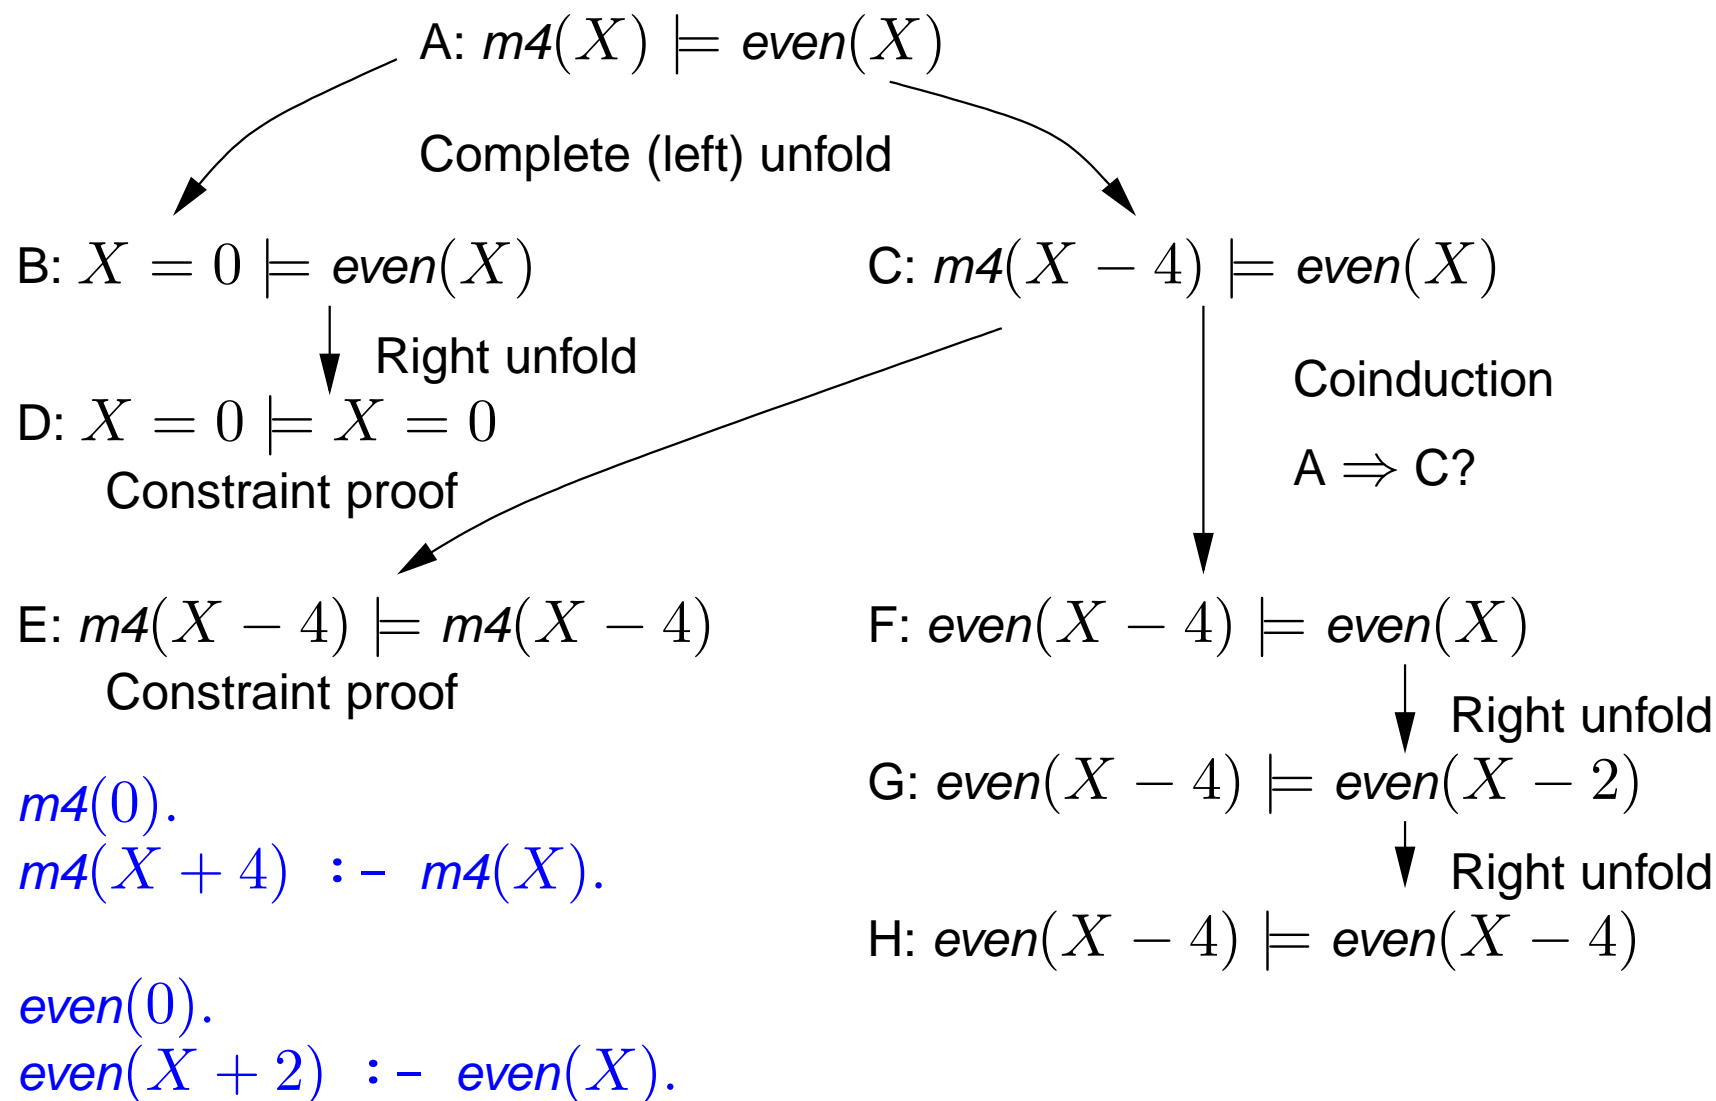 A: m4(X) ⊨ even(X)
Complete (left) unfold
B: X = 0 ⊨ even(X)
C: m4(X − 4) ⊨ even(X)
Right unfold
D: X = 0 ⊨ X = 0
Constraint proof
Coinduction
A ⇒ C?
E: m4(X − 4) ⊨ m4(X − 4)
Constraint proof
F: even(X − 4) ⊨ even(X)
Right unfold
G: even(X − 4) ⊨ even(X − 2)
Right unfold
H: even(X − 4) ⊨ even(X − 4)
m4(0).
m4(X + 4) :- m4(X).
even(0).
even(X + 2) :- even(X).